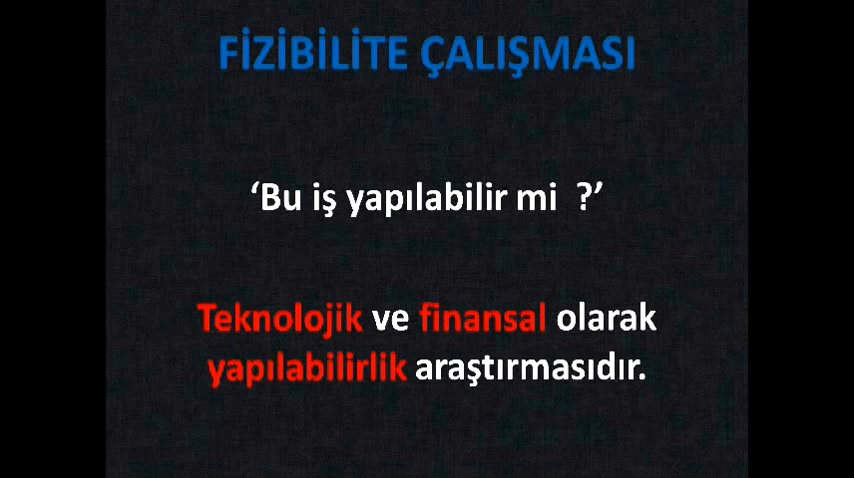 FİZİBİLİTE ÇALIŞMASI
‘Bu iş yapılabilir mi ?’
Teknolojik ve finansal olarak
yapılabilirlik araştırmasıdır.